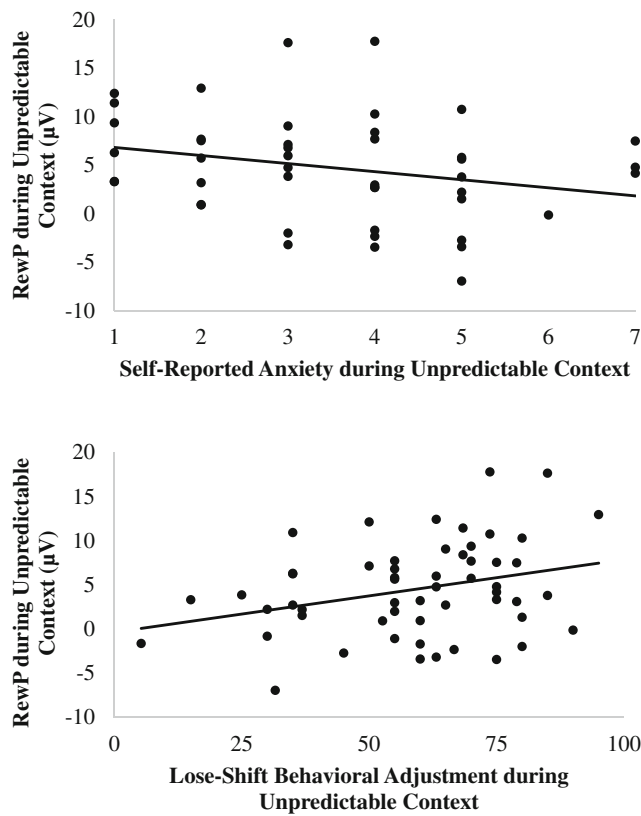 RewP during Unpredictable
Context (µV)
20
15
10
5
0
-5
-10
1 2 3 4 5 6 7
Self-Reported Anxiety during Unpredictable Context
RewP during Unpredictable
Context (µV)
20
15
10
5
0
-5
-10
0 25 50 75 100
Lose-Shift Behavioral Adjustment during
Unpredictable Context